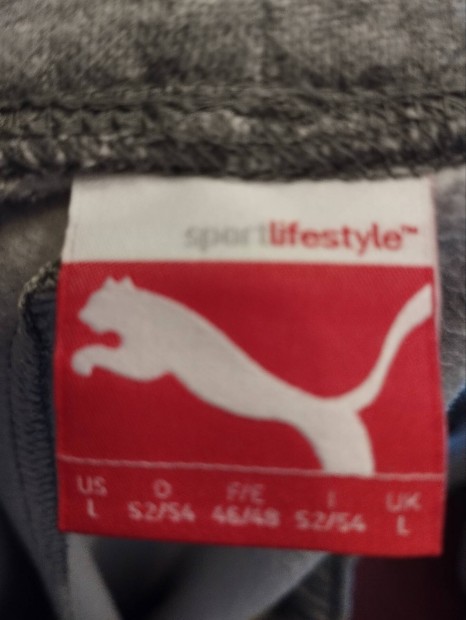 sportlifestyle™
US D F/E I UK
L 52/54 46/48 52/54 L